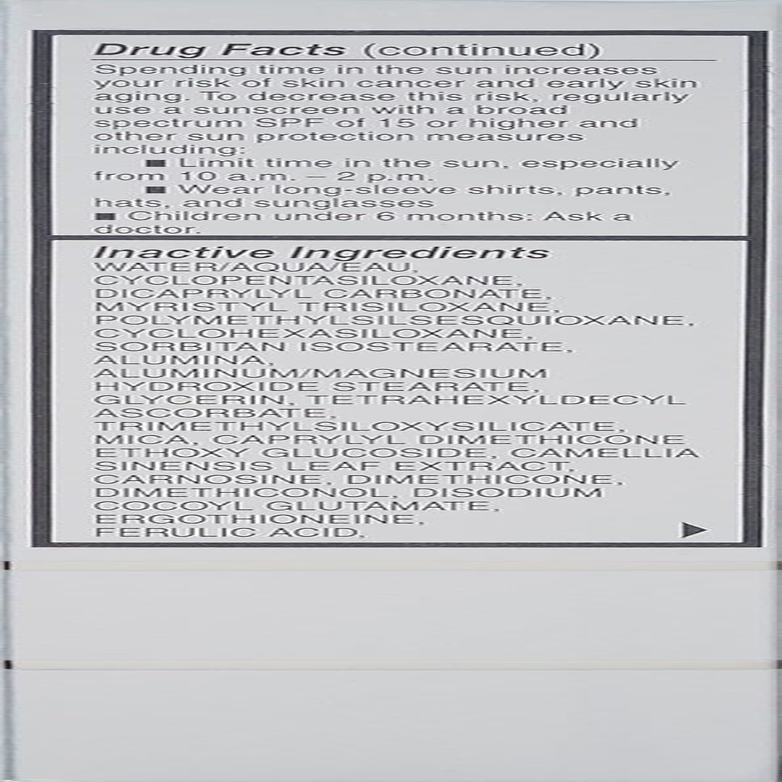 Drug Facts (continued)
Spending time in the sun increases
your risk of skin cancer and early skin
aging. To decrease this risk, regularly
use a sunscreen with a broad
spectrum SPF of 15 or higher and
other sun protection measures
including:
■ Limit time in the sun, especially
from 10 a.m. – 2 p.m.
■ Wear long-sleeve shirts, pants,
hats, and sunglasses
■ Children under 6 months: Ask a
doctor.
Inactive Ingredients
WATER/AQUA/EAU,
CYCLOPENTASILOXANE,
DICAPRYLYL CARBONATE,
MYRISTYL TRISILOXANE,
POLYMETHYLSILSESQUIOXANE,
CYCLOHEXASILOXANE,
SORBITAN ISOSTEARATE,
ALUMINA,
ALUMINUM/MAGNESIUM
HYDROXIDE STEARATE,
GLYCERIN, TETRAHEXYLDECYL
ASCORBATE,
TRIMETHYLSILOXYSILICATE,
MICA, CAPRYLYL DIMETHICONE
ETHOXY GLUCOSIDE, CAMELLIA
SINENSIS LEAF EXTRACT,
CARNOSINE, DIMETHICONE,
DIMETHICONOL, DISODIUM
COCOYL GLUTAMATE,
ERGOTHIONEINE,
FERULIC ACID,